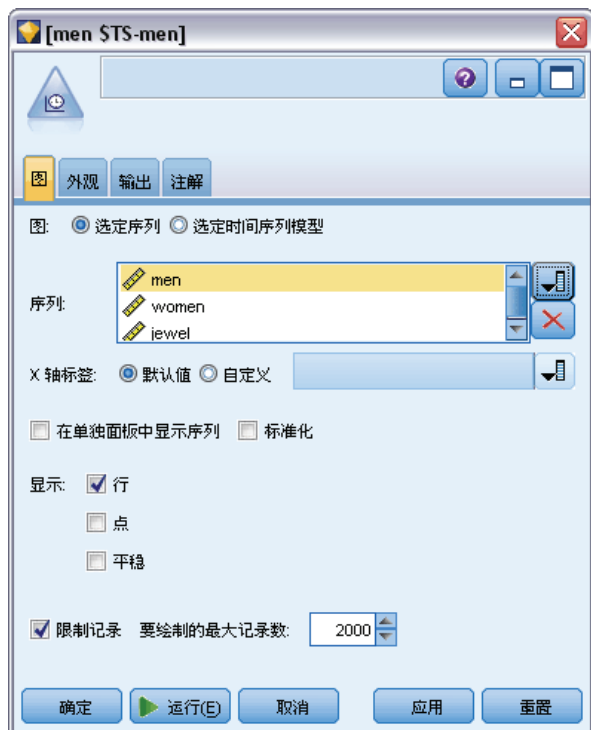 [men $TS-men]
图 外观 输出 注解
图: 选定序列 选定时间序列模型
序列:
men
women
jewel
X 轴标签: 默认值 自定义
在单独面板中显示序列 标准化
显示: 行
点
平稳
限制记录 要绘制的最大记录数: 2000
确定 运行(E) 取消 应用 重置